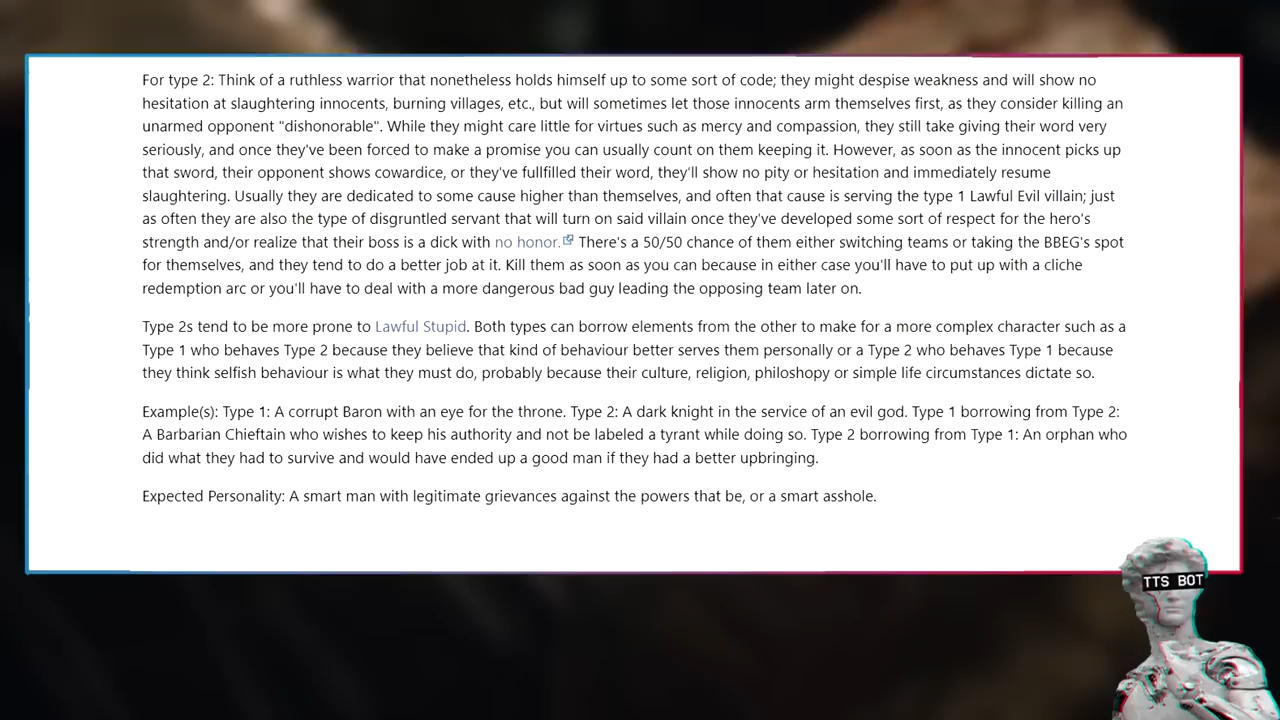 For type 2: Think of a ruthless warrior that nonetheless holds himself up to some sort of code; they might despise weakness and will show no
hesitation at slaughtering innocents, burning villages, etc., but will sometimes let those innocents arm themselves first, as they consider killing an
unarmed opponent "dishonorable". While they might care little for virtues such as mercy and compassion, they still take giving their word very
seriously, and once they've been forced to make a promise you can usually count on them keeping it. However, as soon as the innocent picks up
that sword, their opponent shows cowardice, or they've fullfilled their word, they'll show no pity or hesitation and immediately resume
slaughtering. Usually they are dedicated to some cause higher than themselves, and often that cause is serving the type 1 Lawful Evil villain; just
as often they are also the type of disgruntled servant that will turn on said villain once they've developed some sort of respect for the hero's
strength and/or realize that their boss is a dick with no honor. There's a 50/50 chance of them either switching teams or taking the BBEG's spot
for themselves, and they tend to do a better job at it. Kill them as soon as you can because in either case you'll have to put up with a cliche
redemption arc or you'll have to deal with a more dangerous bad guy leading the opposing team later on.
Type 2s tend to be more prone to Lawful Stupid. Both types can borrow elements from the other to make for a more complex character such as a
Type 1 who behaves Type 2 because they believe that kind of behaviour better serves them personally or a Type 2 who behaves Type 1 because
they think selfish behaviour is what they must do, probably because their culture, religion, philoshopy or simple life circumstances dictate so.
Example(s): Type 1: A corrupt Baron with an eye for the throne. Type 2: A dark knight in the service of an evil god. Type 1 borrowing from Type 2:
A Barbarian Chieftain who wishes to keep his authority and not be labeled a tyrant while doing so. Type 2 borrowing from Type 1: An orphan who
did what they had to survive and would have ended up a good man if they had a better upbringing.
Expected Personality: A smart man with legitimate grievances against the powers that be, or a smart asshole.
TTS BOT